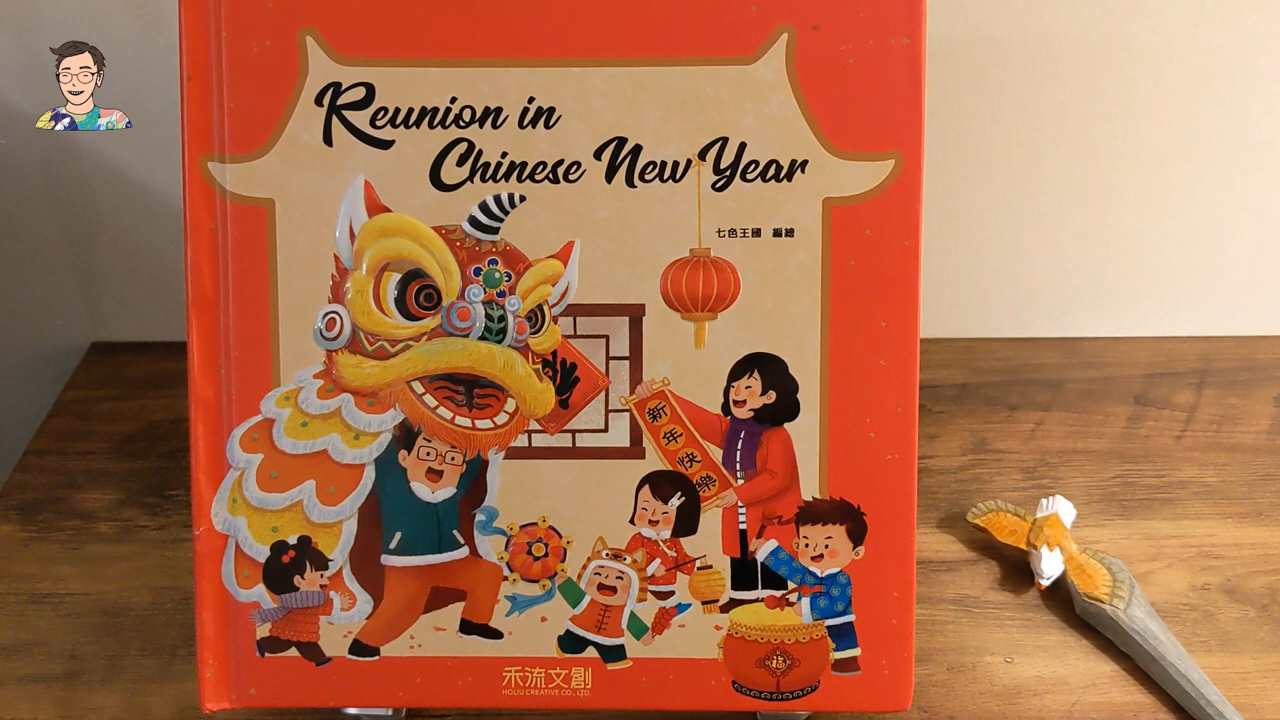 Reunion in
Chinese New Year
七色王國 編繪
新年快樂
福
禾流文創
HOLIU CREATIVE CO., LTD.